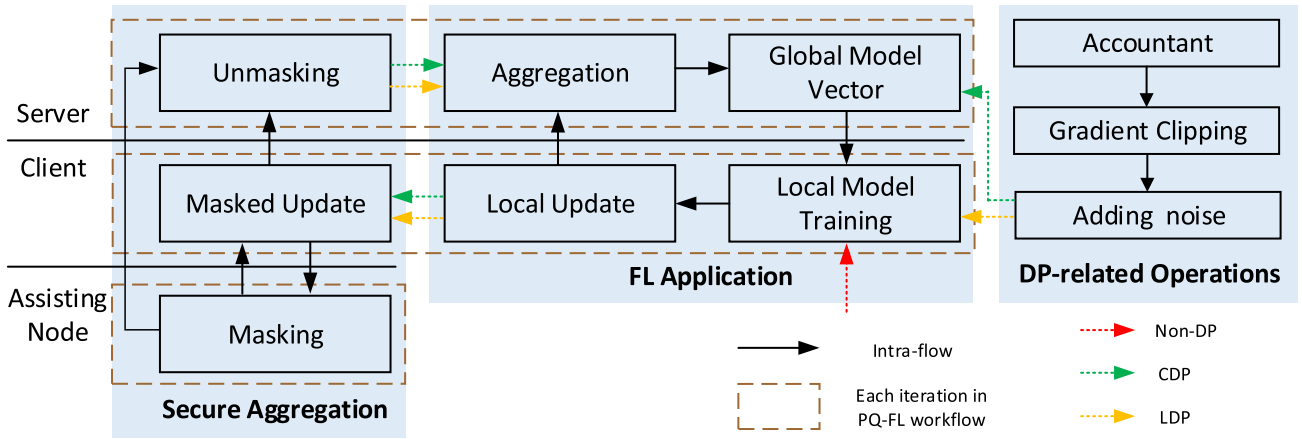 Server
Client
Assisting
Node
Unmasking
Masked Update
Masking
Secure Aggregation
Aggregation
Global Model
Vector
Local Update
Local Model
Training
FL Application
Accountant
Gradient Clipping
Adding noise
DP-related Operations
Intra-flow
Each iteration in
PQ-FL workflow
Non-DP
CDP
LDP